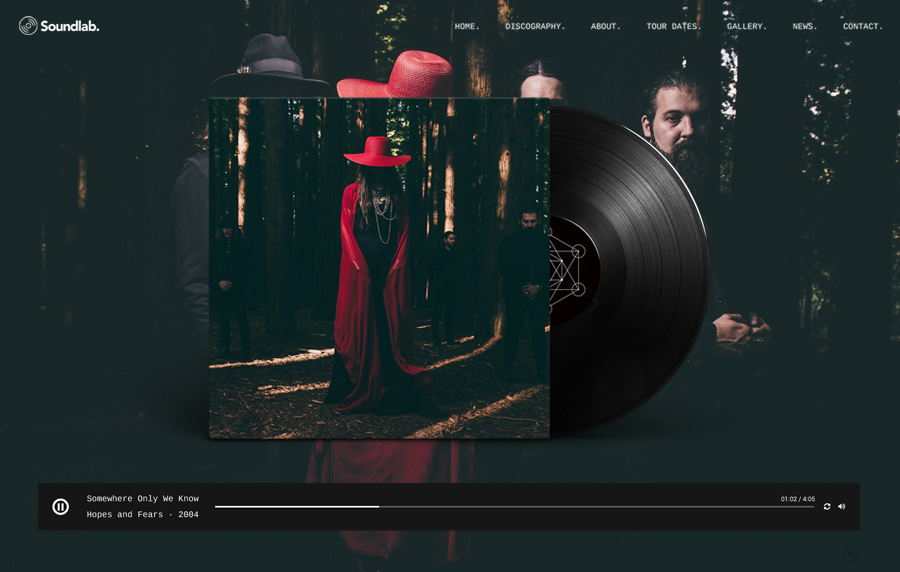 Soundlab.
HOME. DISCOGRAPHY. ABOUT. TOUR DATES. GALLERY. NEWS. CONTACT.
Somewhere Only We Know
01:02 / 4:05
Hopes and Fears · 2004